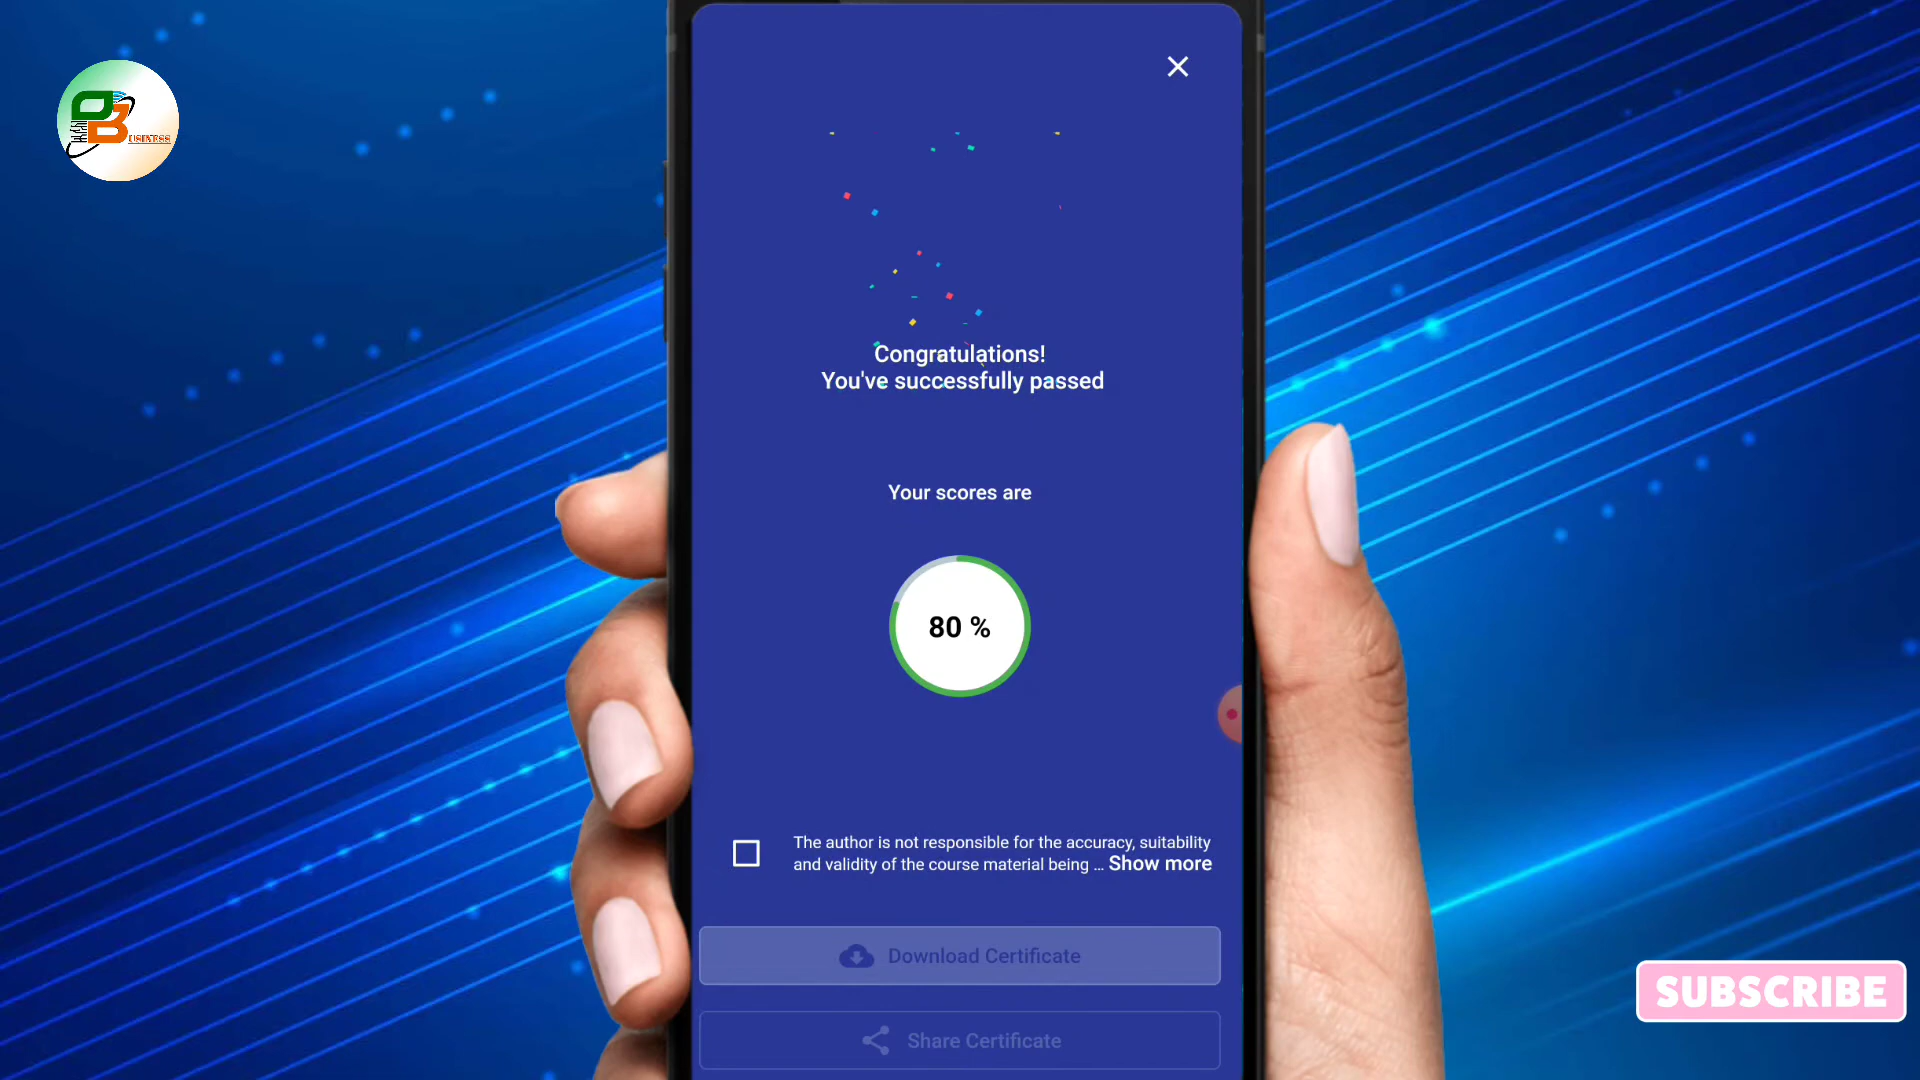 Congratulations!
You've successfully passed
Your scores are
80 %
The author is not responsible for the accuracy, suitability
and validity of the course material being ... Show more
Download Certificate
Share Certificate
SUBSCRIBE